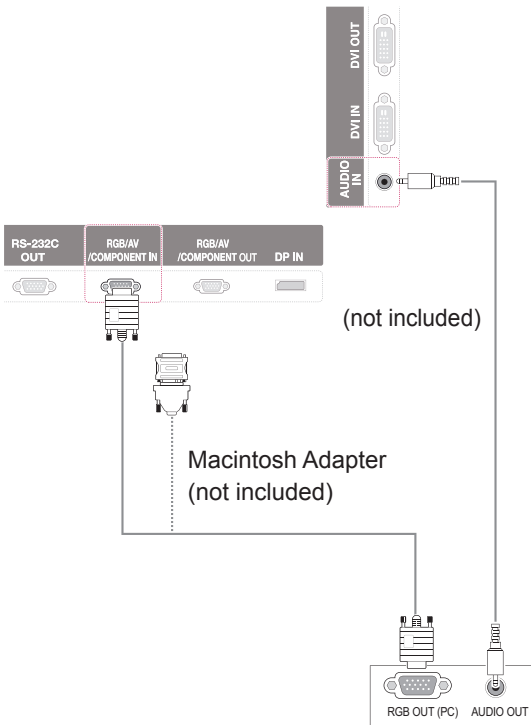 DVI OUT
DVI IN
AUDIO
IN
RS-232C
OUT
RGB/AV
/COMPONENT IN
RGB/AV
/COMPONENT OUT
DP IN
(not included)
Macintosh Adapter
(not included)
RGB OUT (PC)
AUDIO OUT